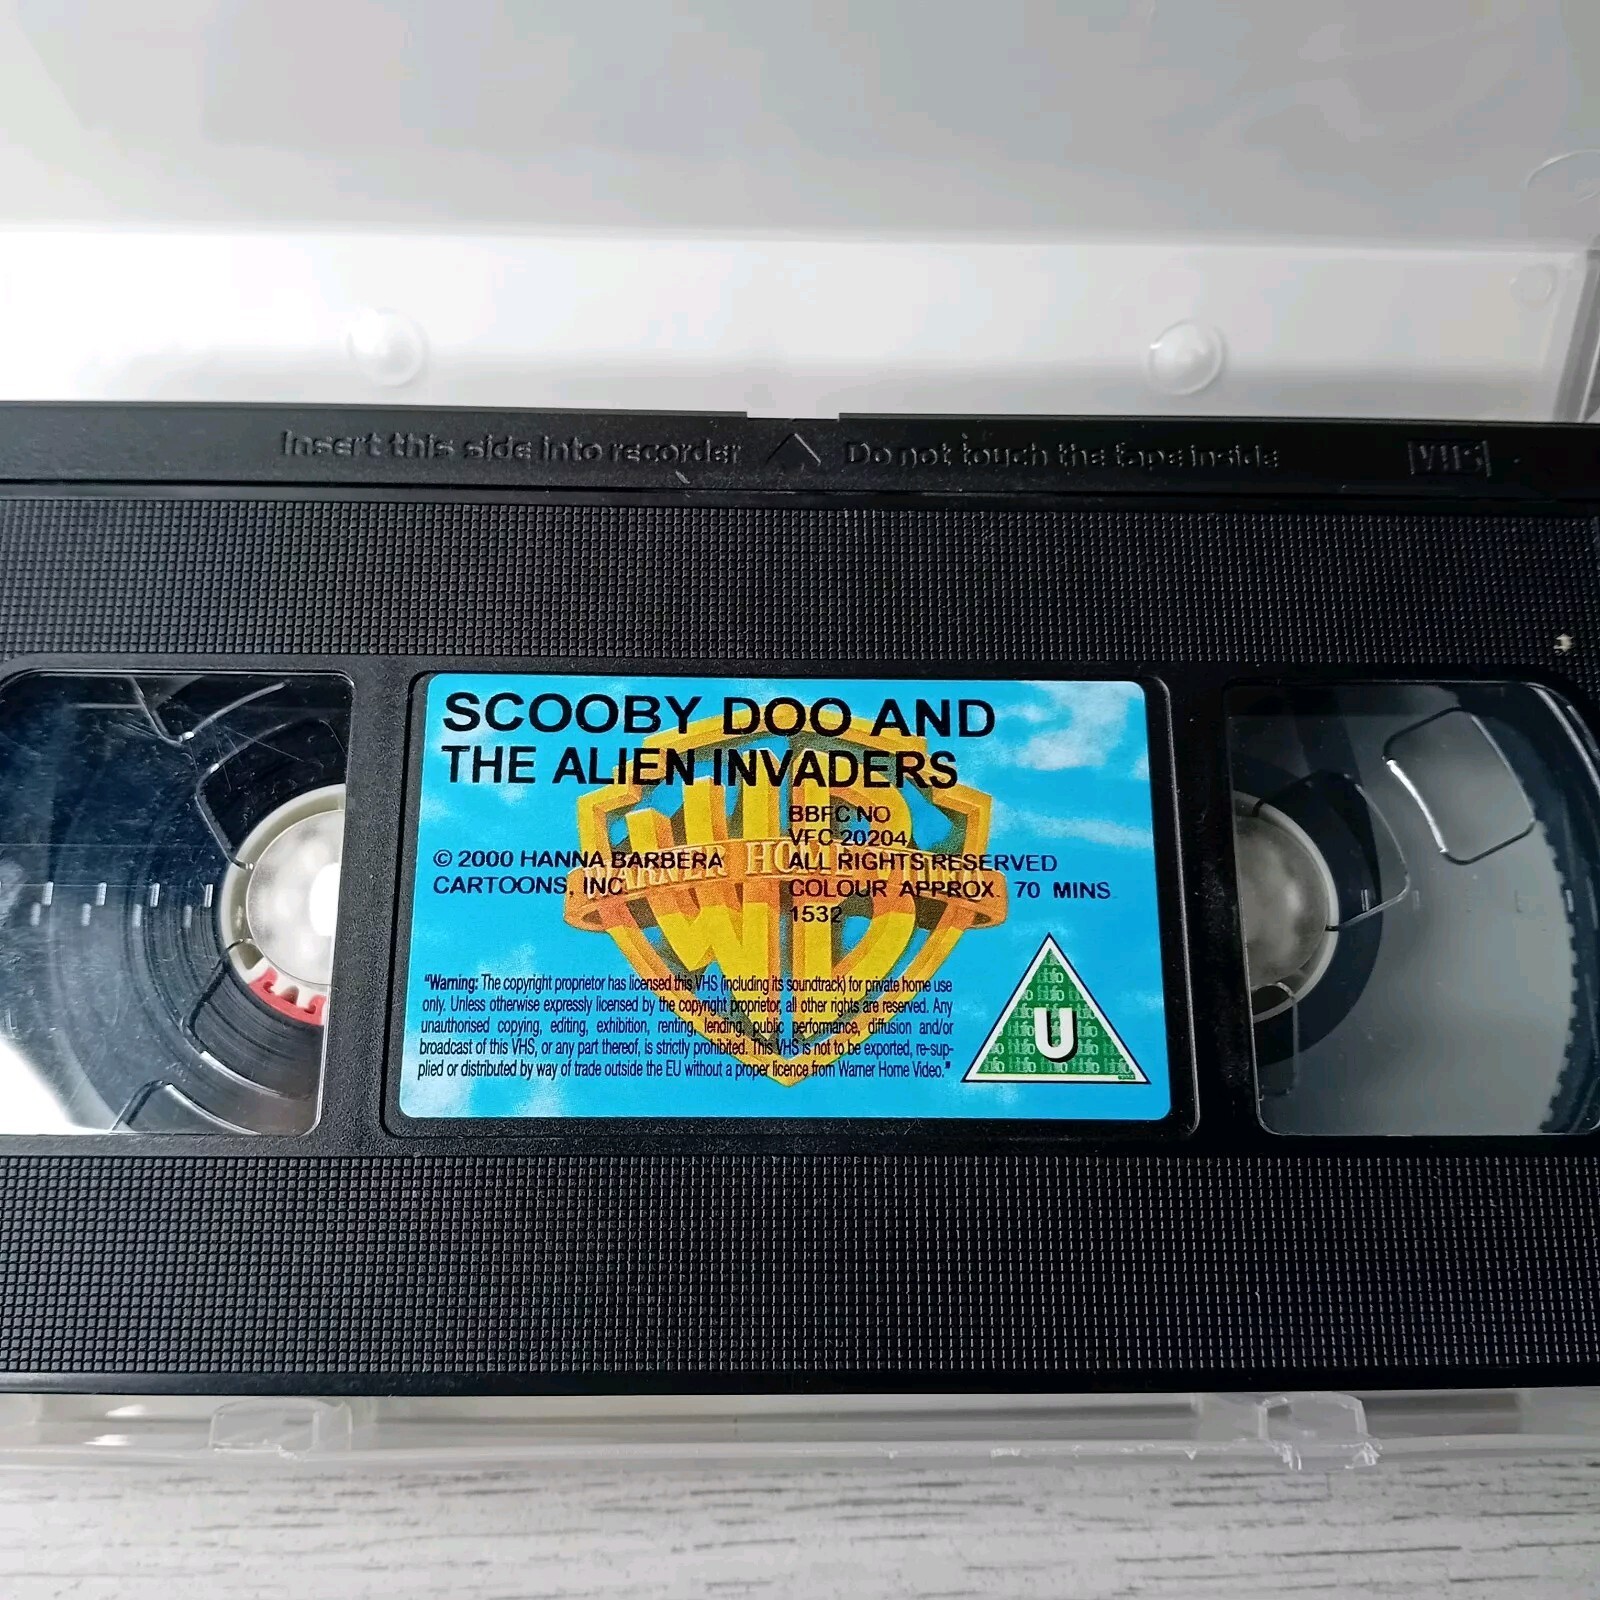 Insert this side into recorder Do not touch the tape inside VHS
SCOOBY DOO AND
THE ALIEN INVADERS
BBFC NO
VFC 20204
© 2000 HANNA BARBERA ALL RIGHTS RESERVED
CARTOONS, INC. COLOUR APPROX. 70 MINS
1532
WARNER HOME
WB
"Warning: The copyright proprietor has licensed this VHS (including its soundtrack) for private home use
only. Unless otherwise expressly licensed by the copyright proprietor, all other rights are reserved. Any
unauthorised copying, editing, exhibition, renting, lending, public performance, diffusion and/or
broadcast of this VHS, or any part thereof, is strictly prohibited. This VHS is not to be exported, re-sup-
plied or distributed by way of trade outside the EU without a proper licence from Warner Home Video."
U